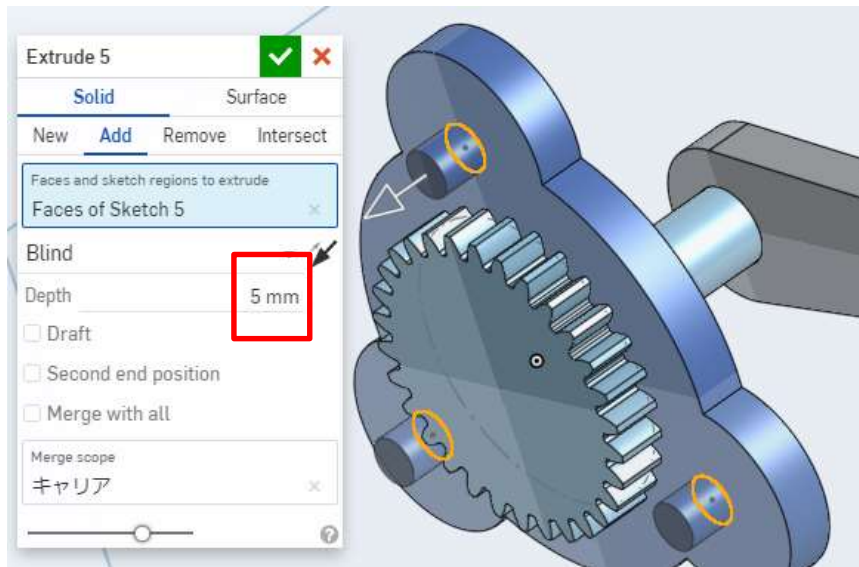 Extrude 5
Solid Surface
New Add Remove Intersect
Faces and sketch regions to extrude
Faces of Sketch 5
Blind
Depth 5 mm
Draft
Second end position
Merge with all
Merge scope
キャリア